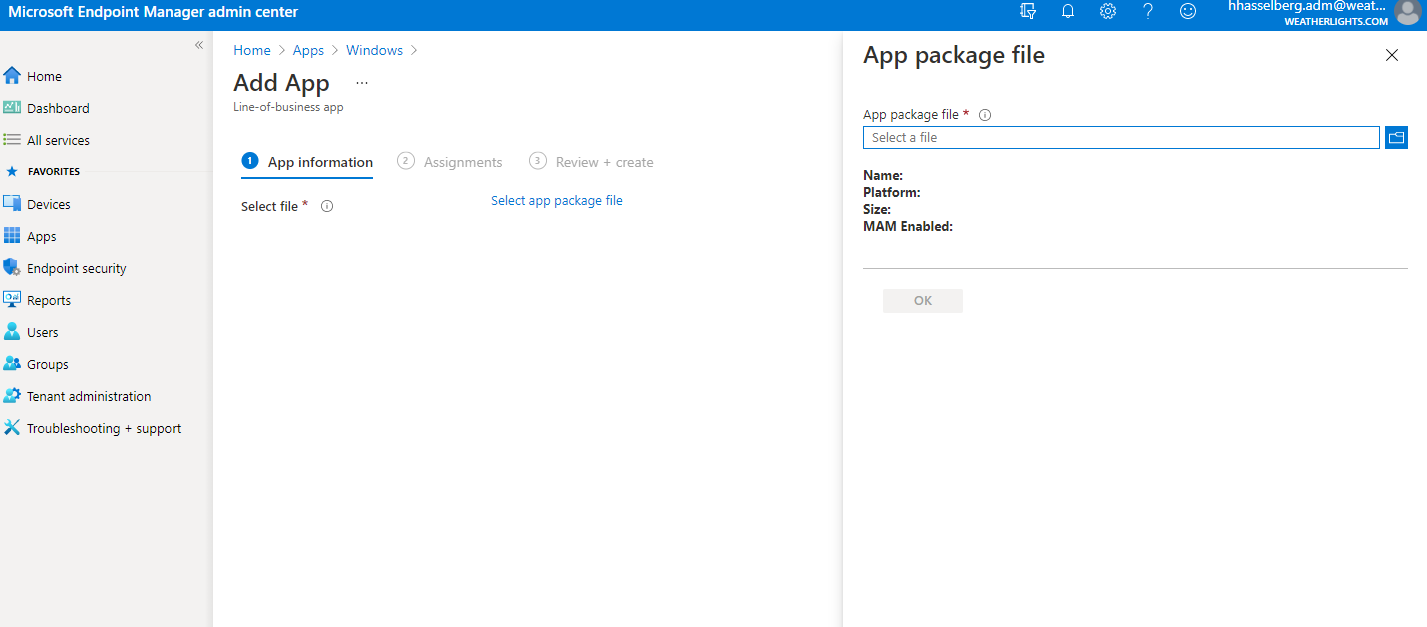 Microsoft Endpoint Manager admin center
hhasselberg.adm@weat...
WEATHERLIGHTS.COM
«
Home
Dashboard
All services
FAVORITES
Devices
Apps
Endpoint security
Reports
Users
Groups
Tenant administration
Troubleshooting + support
Home > Apps > Windows >
Add App ...
Line-of-business app
1 App information 2 Assignments 3 Review + create
Select file * Select app package file
App package file
App package file *
Select a file
Name:
Platform:
Size:
MAM Enabled:
OK